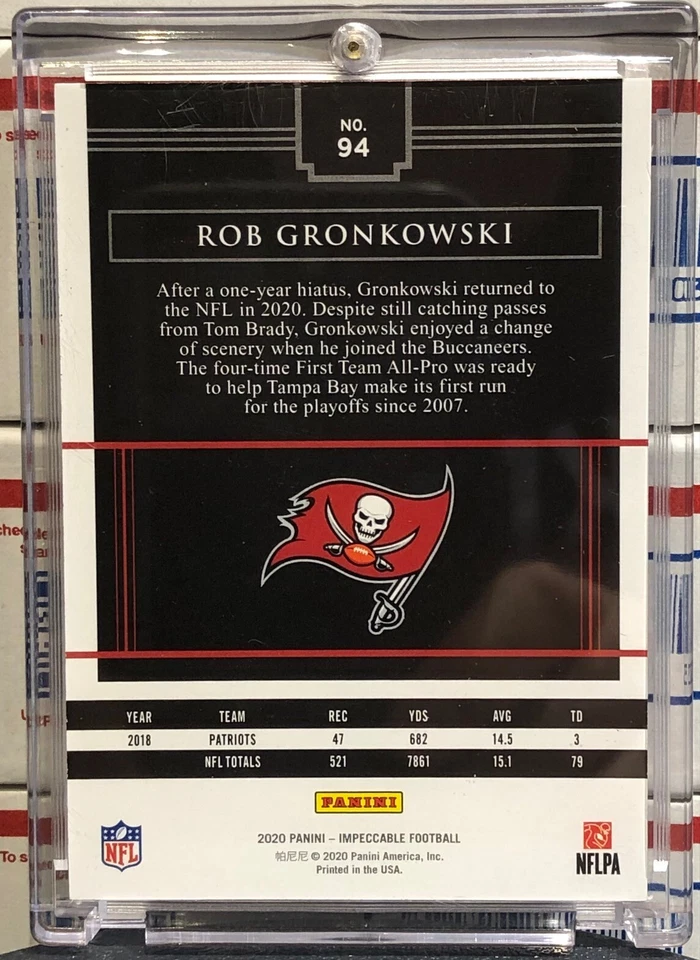 NO.
94
ROB GRONKOWSKI
After a one-year hiatus, Gronkowski returned to
the NFL in 2020. Despite still catching passes
from Tom Brady, Gronkowski enjoyed a change
of scenery when he joined the Buccaneers.
The four-time First Team All-Pro was ready
to help Tampa Bay make its first run
for the playoffs since 2007.
YEAR TEAM REC YDS AVG TD
2018 PATRIOTS 47 682 14.5 3
NFL TOTALS 521 7861 15.1 79
PANINI
NFL
2020 PANINI – IMPECCABLE FOOTBALL
帕尼尼 © 2020 Panini America, Inc.
Printed in the USA.
NFLPA